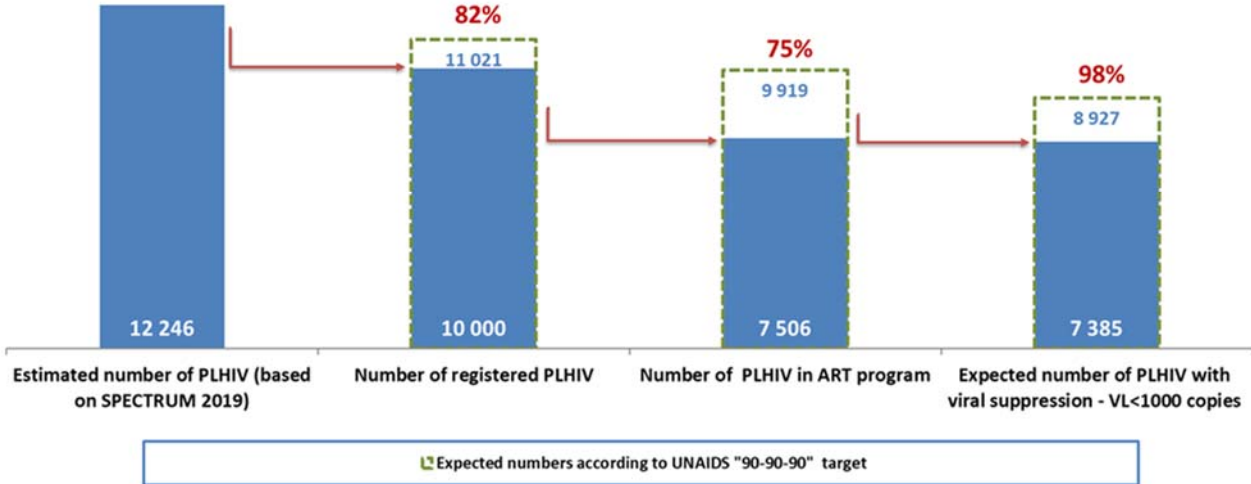 82%
11 021
75%
9 919
98%
8 927
12 246
10 000
7 506
7 385
Estimated number of PLHIV (based
on SPECTRUM 2019)
Number of registered PLHIV
Number of PLHIV in ART program
Expected number of PLHIV with
viral suppression - VL<1000 copies
Expected numbers according to UNAIDS "90-90-90" target